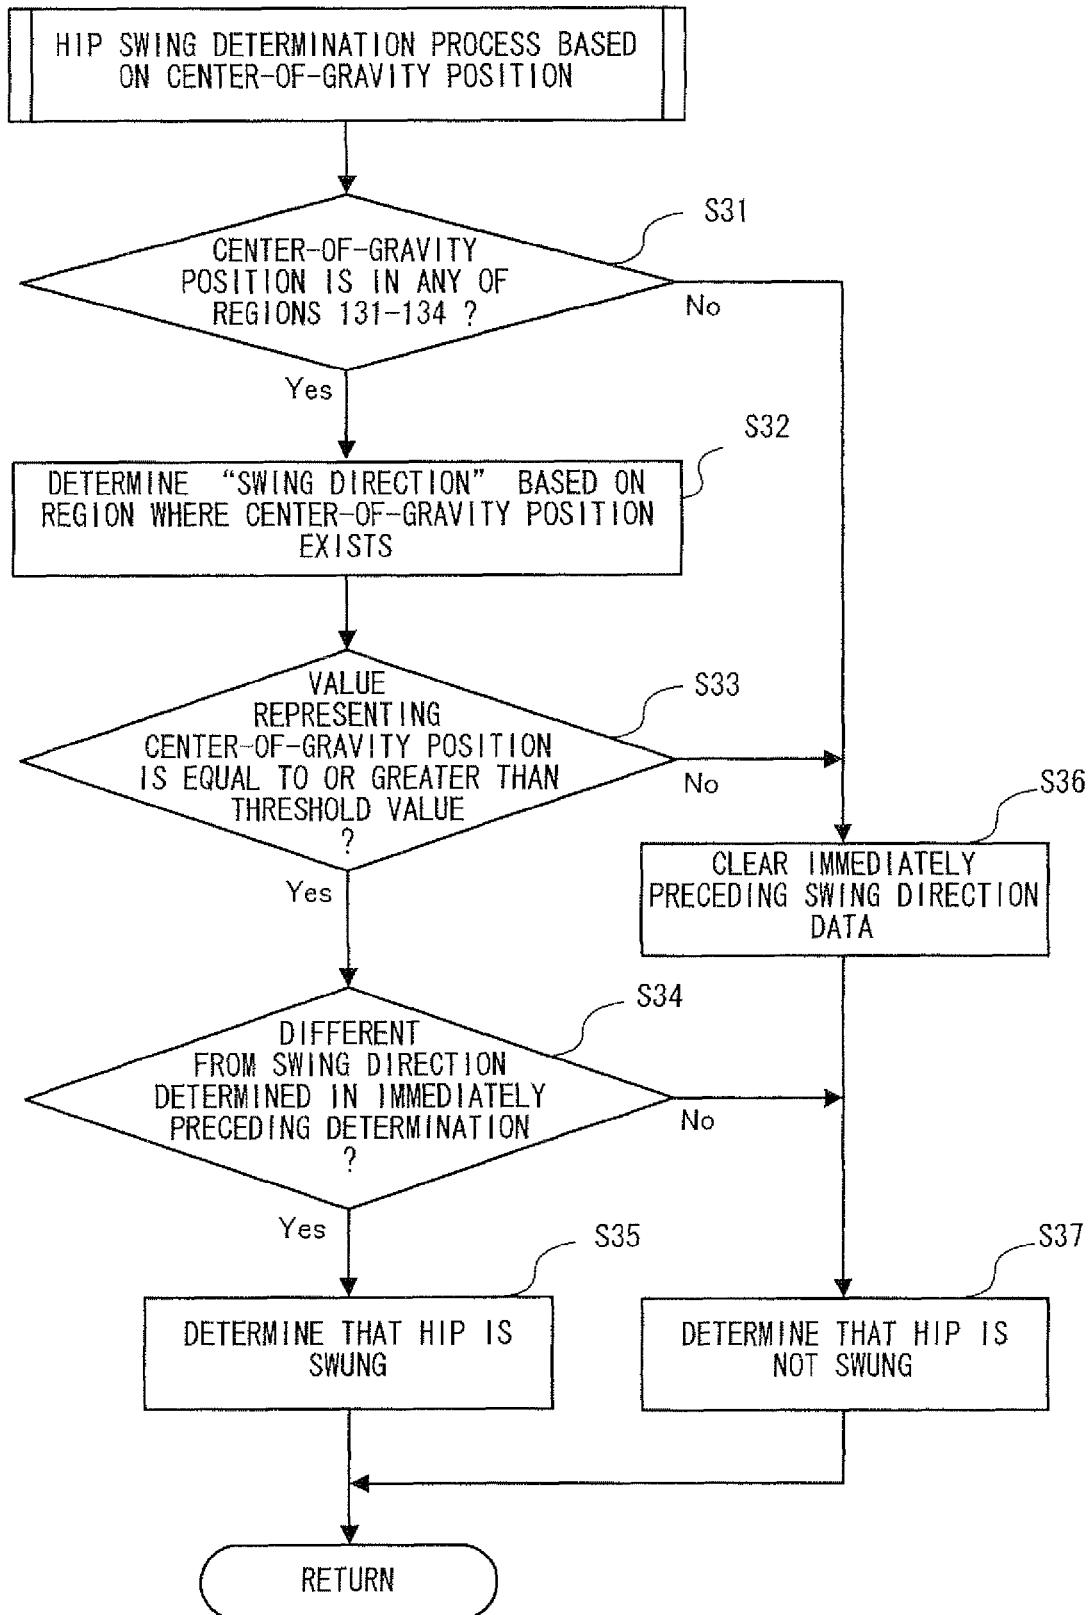 HIP SWING DETERMINATION PROCESS BASED
ON CENTER-OF-GRAVITY POSITION
S31
CENTER-OF-GRAVITY
POSITION IS IN ANY OF
REGIONS 131-134 ?
No
Yes
S32
DETERMINE “SWING DIRECTION” BASED ON
REGION WHERE CENTER-OF-GRAVITY POSITION
EXISTS
S33
VALUE
REPRESENTING
CENTER-OF-GRAVITY POSITION
IS EQUAL TO OR GREATER THAN
THRESHOLD VALUE
?
No
Yes
S36
CLEAR IMMEDIATELY
PRECEDING SWING DIRECTION
DATA
S34
DIFFERENT
FROM SWING DIRECTION
DETERMINED IN IMMEDIATELY
PRECEDING DETERMINATION
?
No
Yes
S35
DETERMINE THAT HIP IS
SWUNG
S37
DETERMINE THAT HIP IS
NOT SWUNG
RETURN